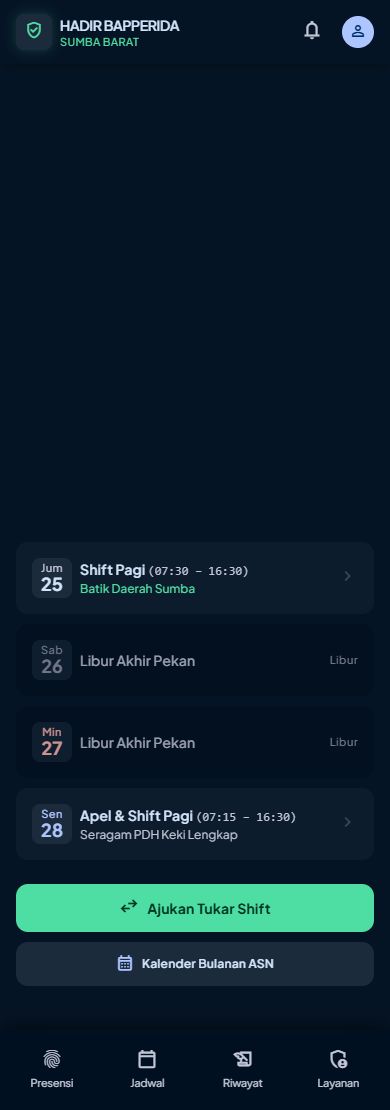 HADIR BAPPERIDA
SUMBA BARAT
Jum
25
Shift Pagi (07:30 - 16:30)
Batik Daerah Sumba
Sab
26
Libur Akhir Pekan
Libur
Min
27
Libur Akhir Pekan
Libur
Sen
28
Apel & Shift Pagi (07:15 - 16:30)
Seragam PDH Keki Lengkap
Ajukan Tukar Shift
Kalender Bulanan ASN
Presensi
Jadwal
Riwayat
Layanan